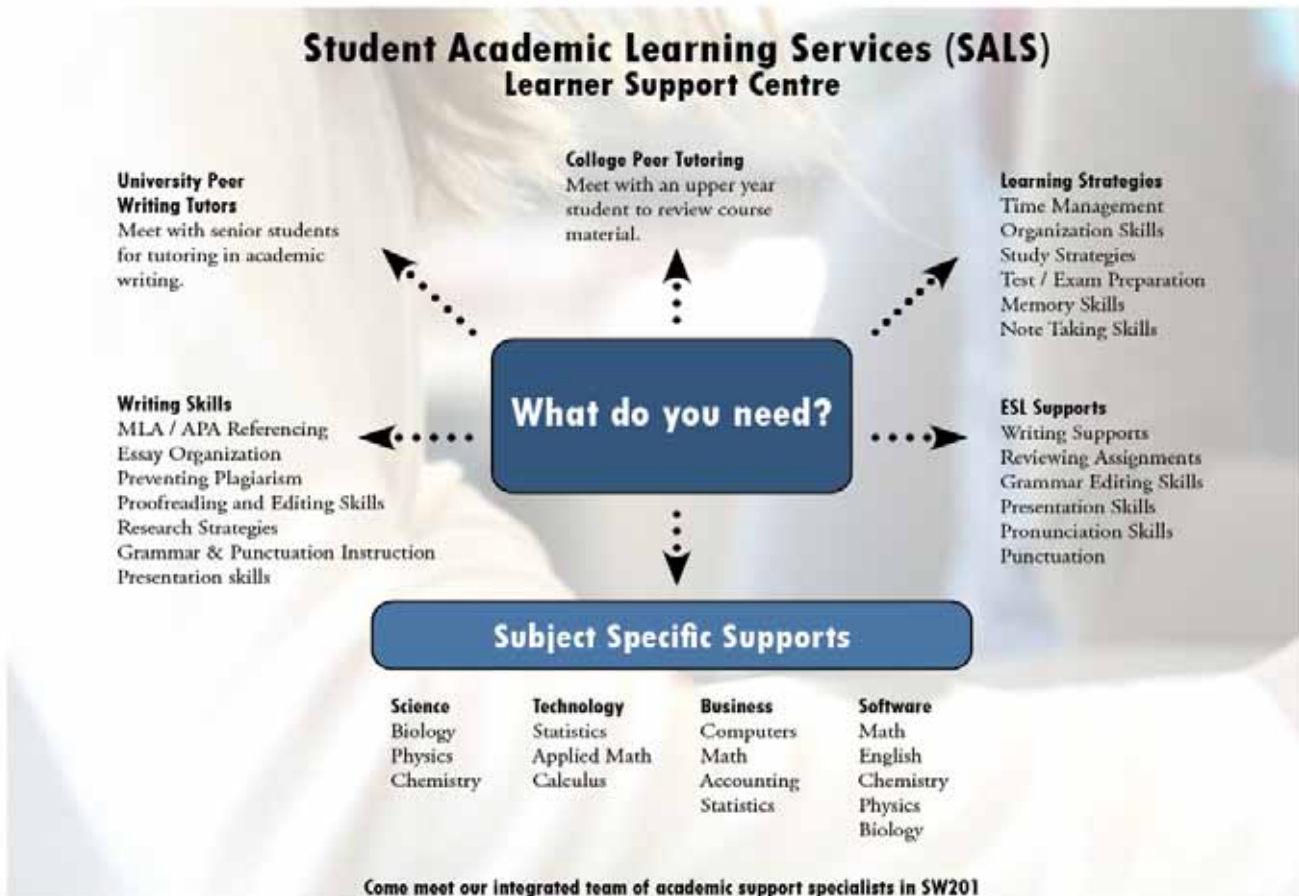 Student Academic Learning Services (SALS)
Learner Support Centre
University Peer
Writing Tutors
Meet with senior students
for tutoring in academic
writing.
College Peer Tutoring
Meet with an upper year
student to review course
material.
Learning Strategies
Time Management
Organization Skills
Study Strategies
Test / Exam Preparation
Memory Skills
Note Taking Skills
Writing Skills
MLA / APA Referencing
Essay Organization
Preventing Plagiarism
Proofreading and Editing Skills
Research Strategies
Grammar & Punctuation Instruction
Presentation skills
What do you need?
ESL Supports
Writing Supports
Reviewing Assignments
Grammar Editing Skills
Presentation Skills
Pronunciation Skills
Punctuation
Subject Specific Supports
Science
Biology
Physics
Chemistry
Technology
Statistics
Applied Math
Calculus
Business
Computers
Math
Accounting
Statistics
Software
Math
English
Chemistry
Physics
Biology
Come meet our integrated team of academic support specialists in SW201